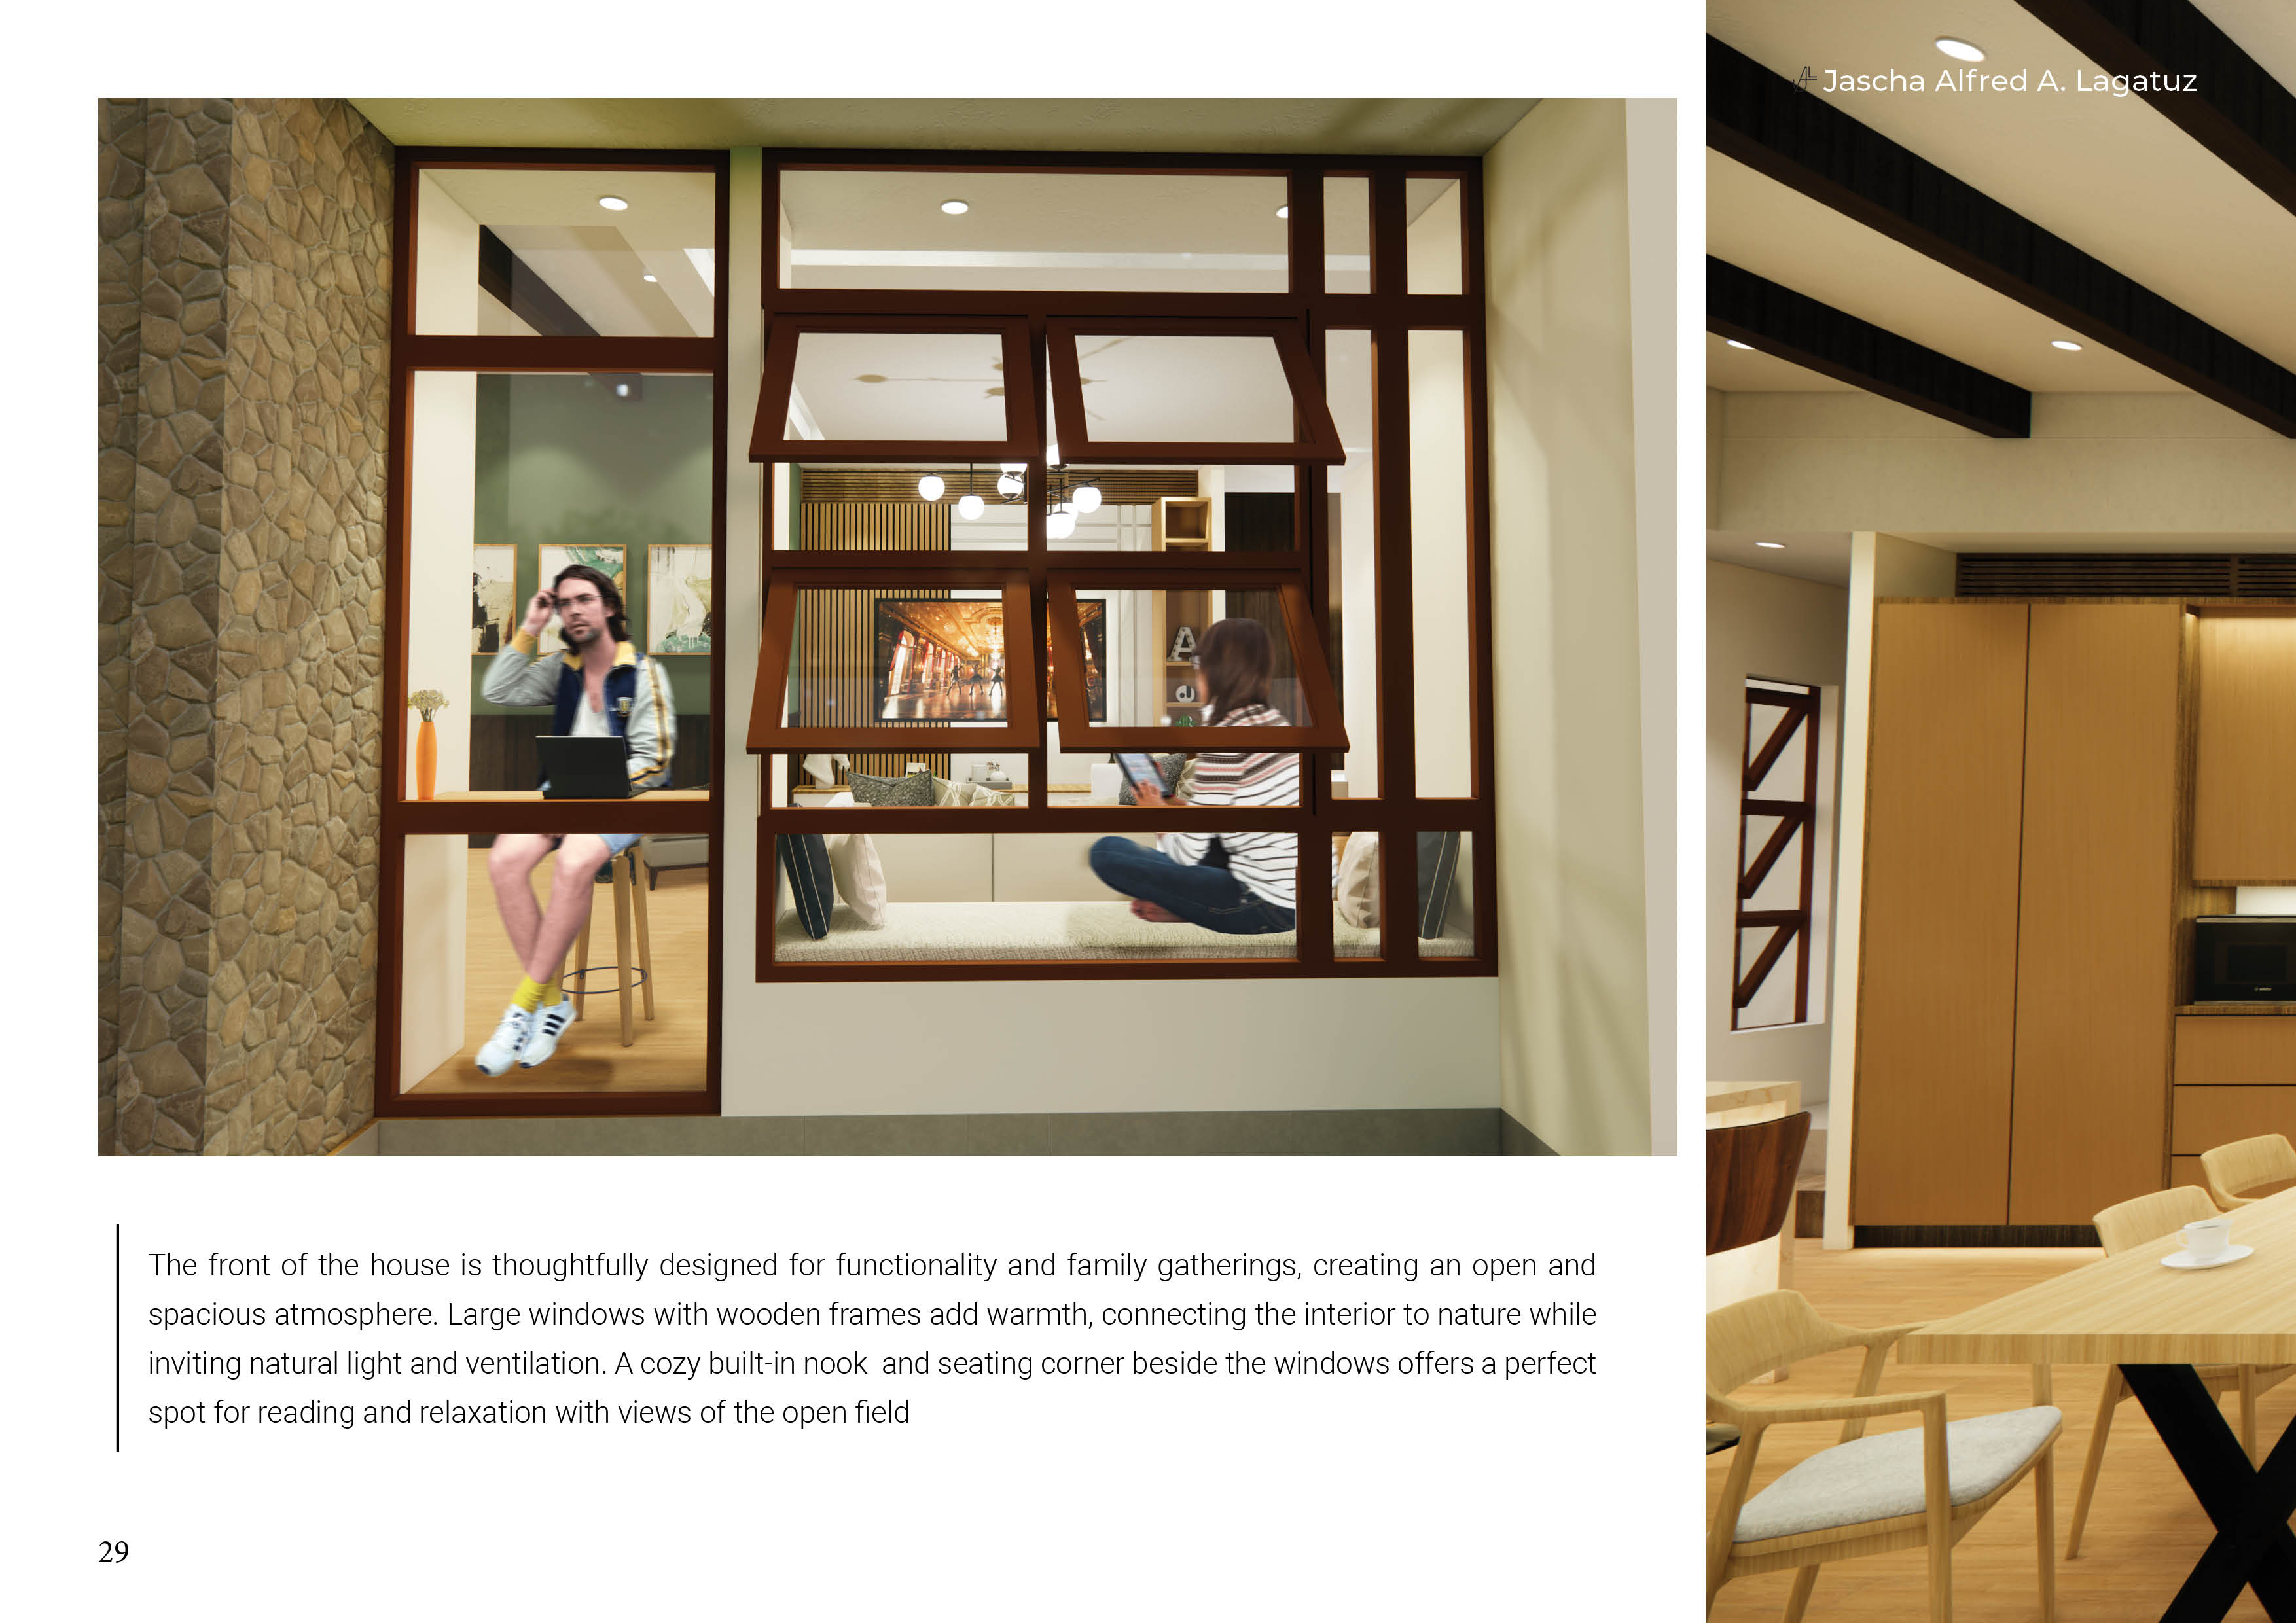 Jascha Alfred A. Lagatuz
A
The front of the house is thoughtfully designed for functionality and family gatherings, creating an open and
spacious atmosphere. Large windows with wooden frames add warmth, connecting the interior to nature while
inviting natural light and ventilation. A cozy built-in nook  and seating corner beside the windows offers a perfect
spot for reading and relaxation with views of the open field
29